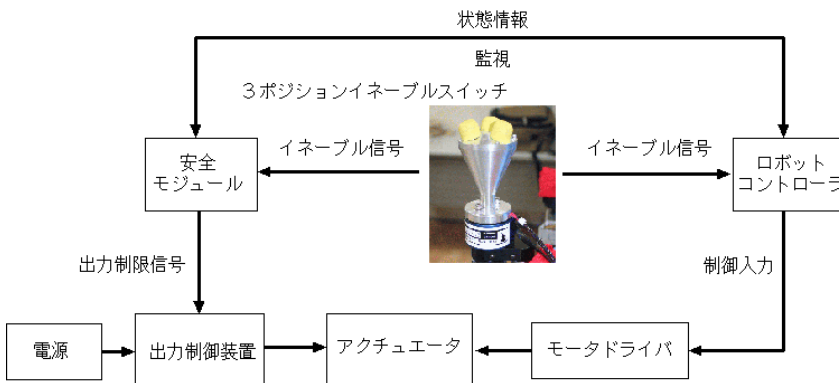 状態情報
監視
3ポジションイネーブルスイッチ
安全
モジュール
イネーブル信号
イネーブル信号
ロボット
コントローラ
出力制限信号
制御入力
電源
出力制御装置
アクチュエータ
モータドライバ